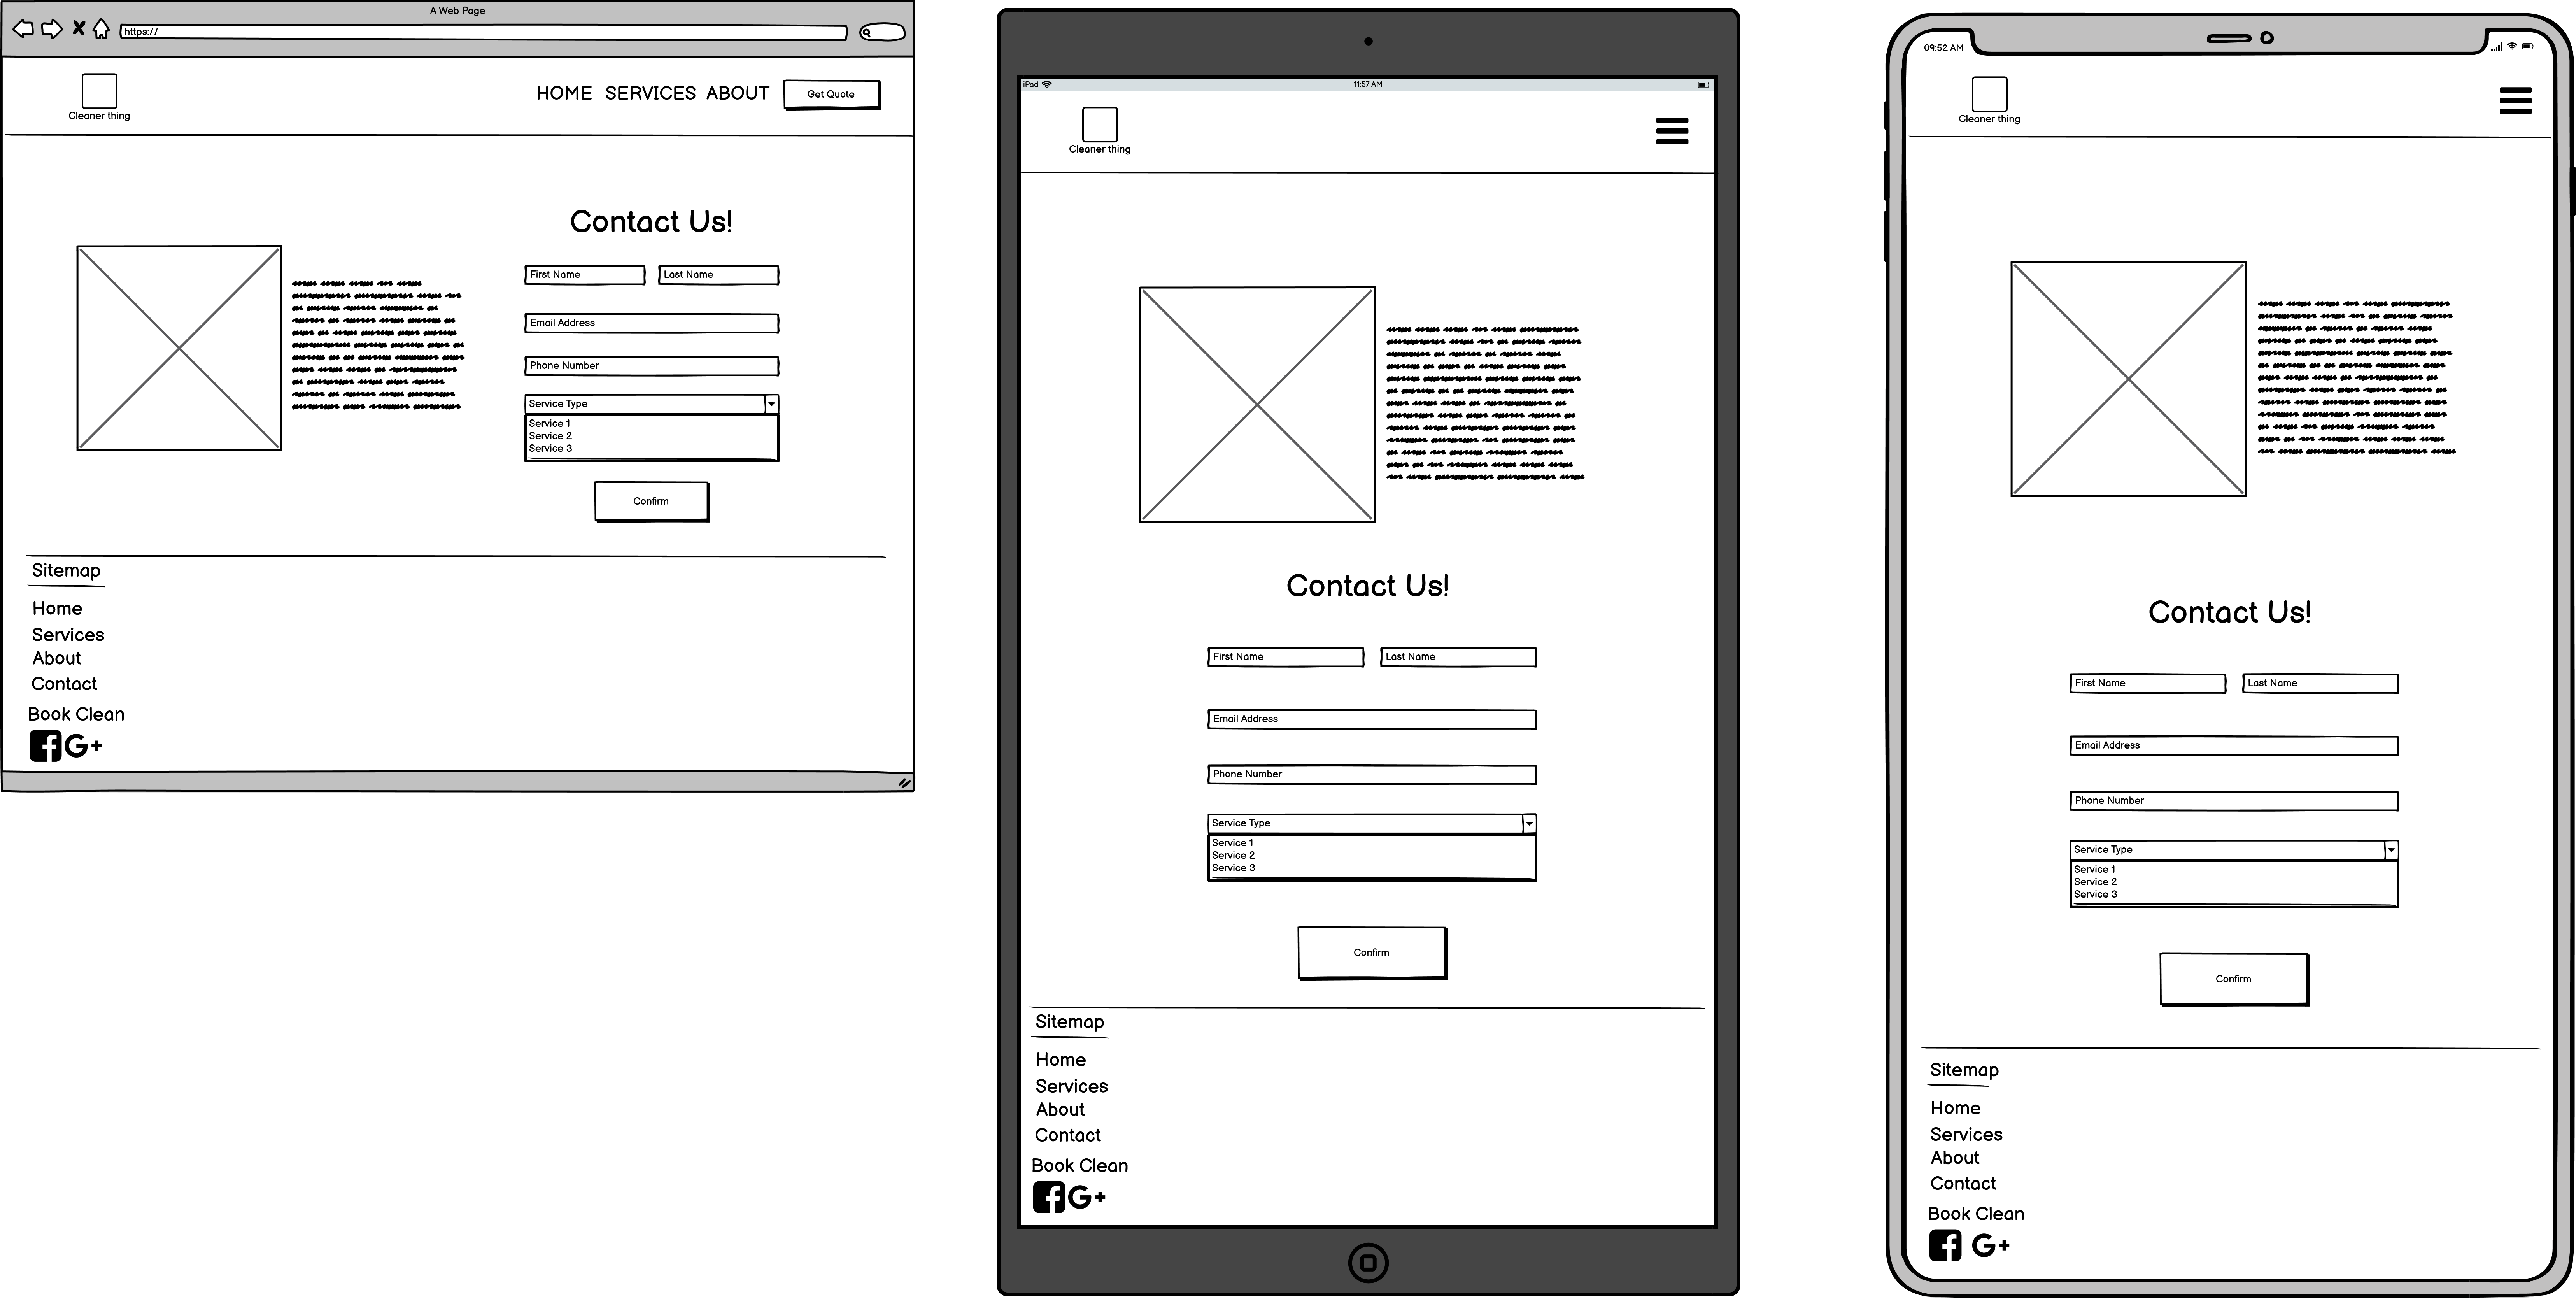 A Web Page
https://
Cleaner thing
HOME SERVICES ABOUT Get Quote
Contact Us!
First Name Last Name
Email Address
Phone Number
Service Type
Service 1
Service 2
Service 3
Confirm
Sitemap
Home
Services
About
Contact
Book Clean
G+
iPad 11:57 AM
Cleaner thing
Contact Us!
First Name Last Name
Email Address
Phone Number
Service Type
Service 1
Service 2
Service 3
Confirm
Sitemap
Home
Services
About
Contact
Book Clean
G+
09:52 AM
Cleaner thing
Contact Us!
First Name Last Name
Email Address
Phone Number
Service Type
Service 1
Service 2
Service 3
Confirm
Sitemap
Home
Services
About
Contact
Book Clean
G+